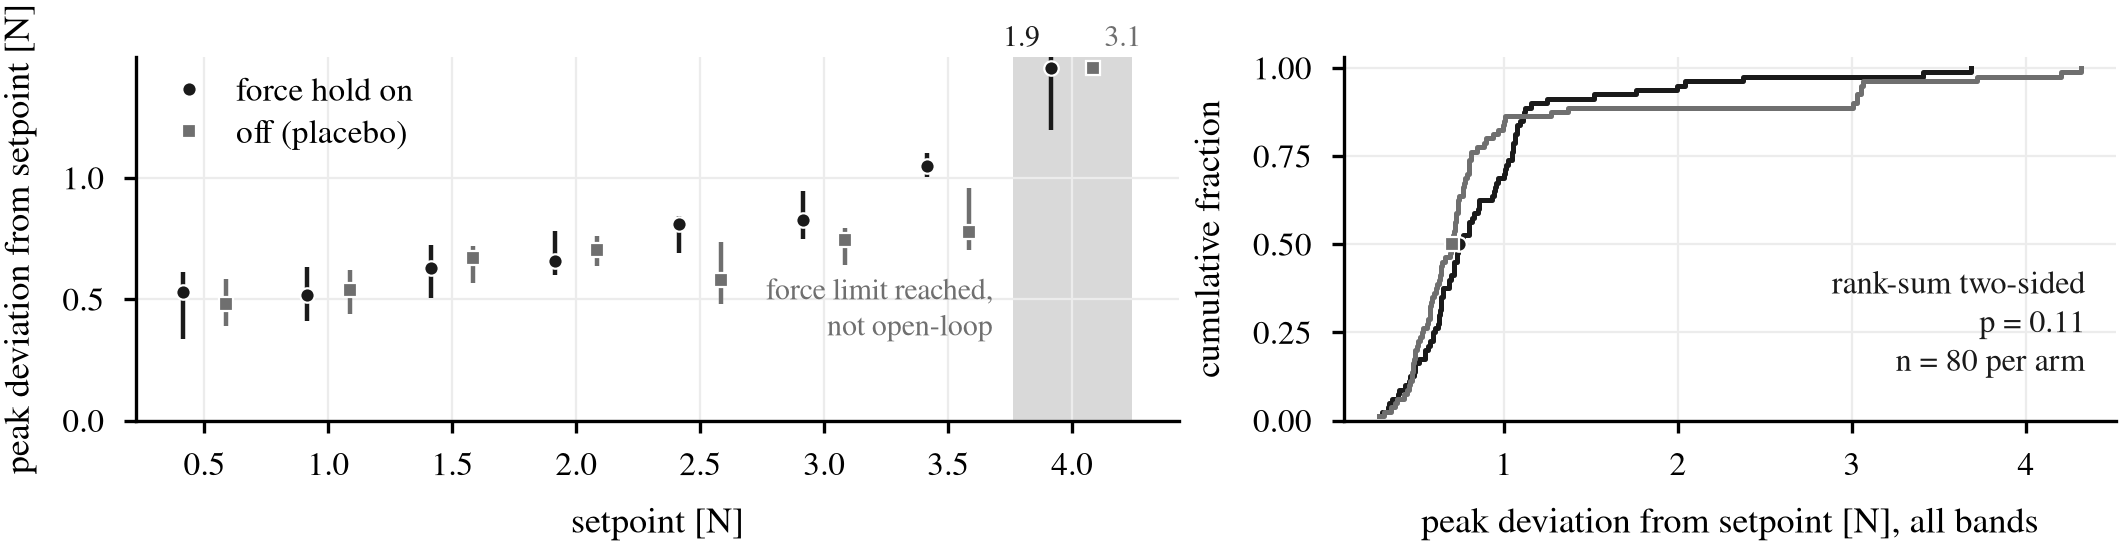 1.9
3.1
peak deviation from setpoint [N]
force hold on
off (placebo)
1.0
0.5
0.0
force limit reached,
not open-loop
0.5
1.0
1.5
2.0
2.5
3.0
3.5
4.0
setpoint [N]
cumulative fraction
1.00
0.75
0.50
0.25
0.00
rank-sum two-sided
p = 0.11
n = 80 per arm
1
2
3
4
peak deviation from setpoint [N], all bands